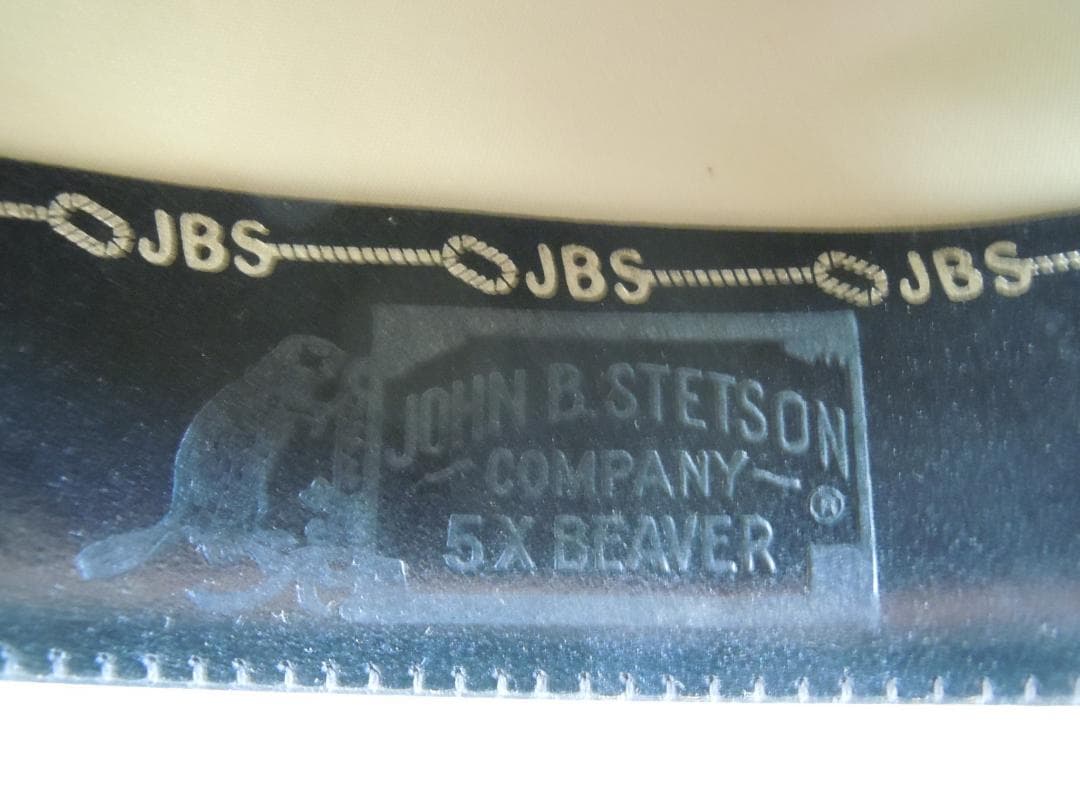 JBS JBS JBS
JOHN B. STETSON
COMPANY
®
5X BEAVER